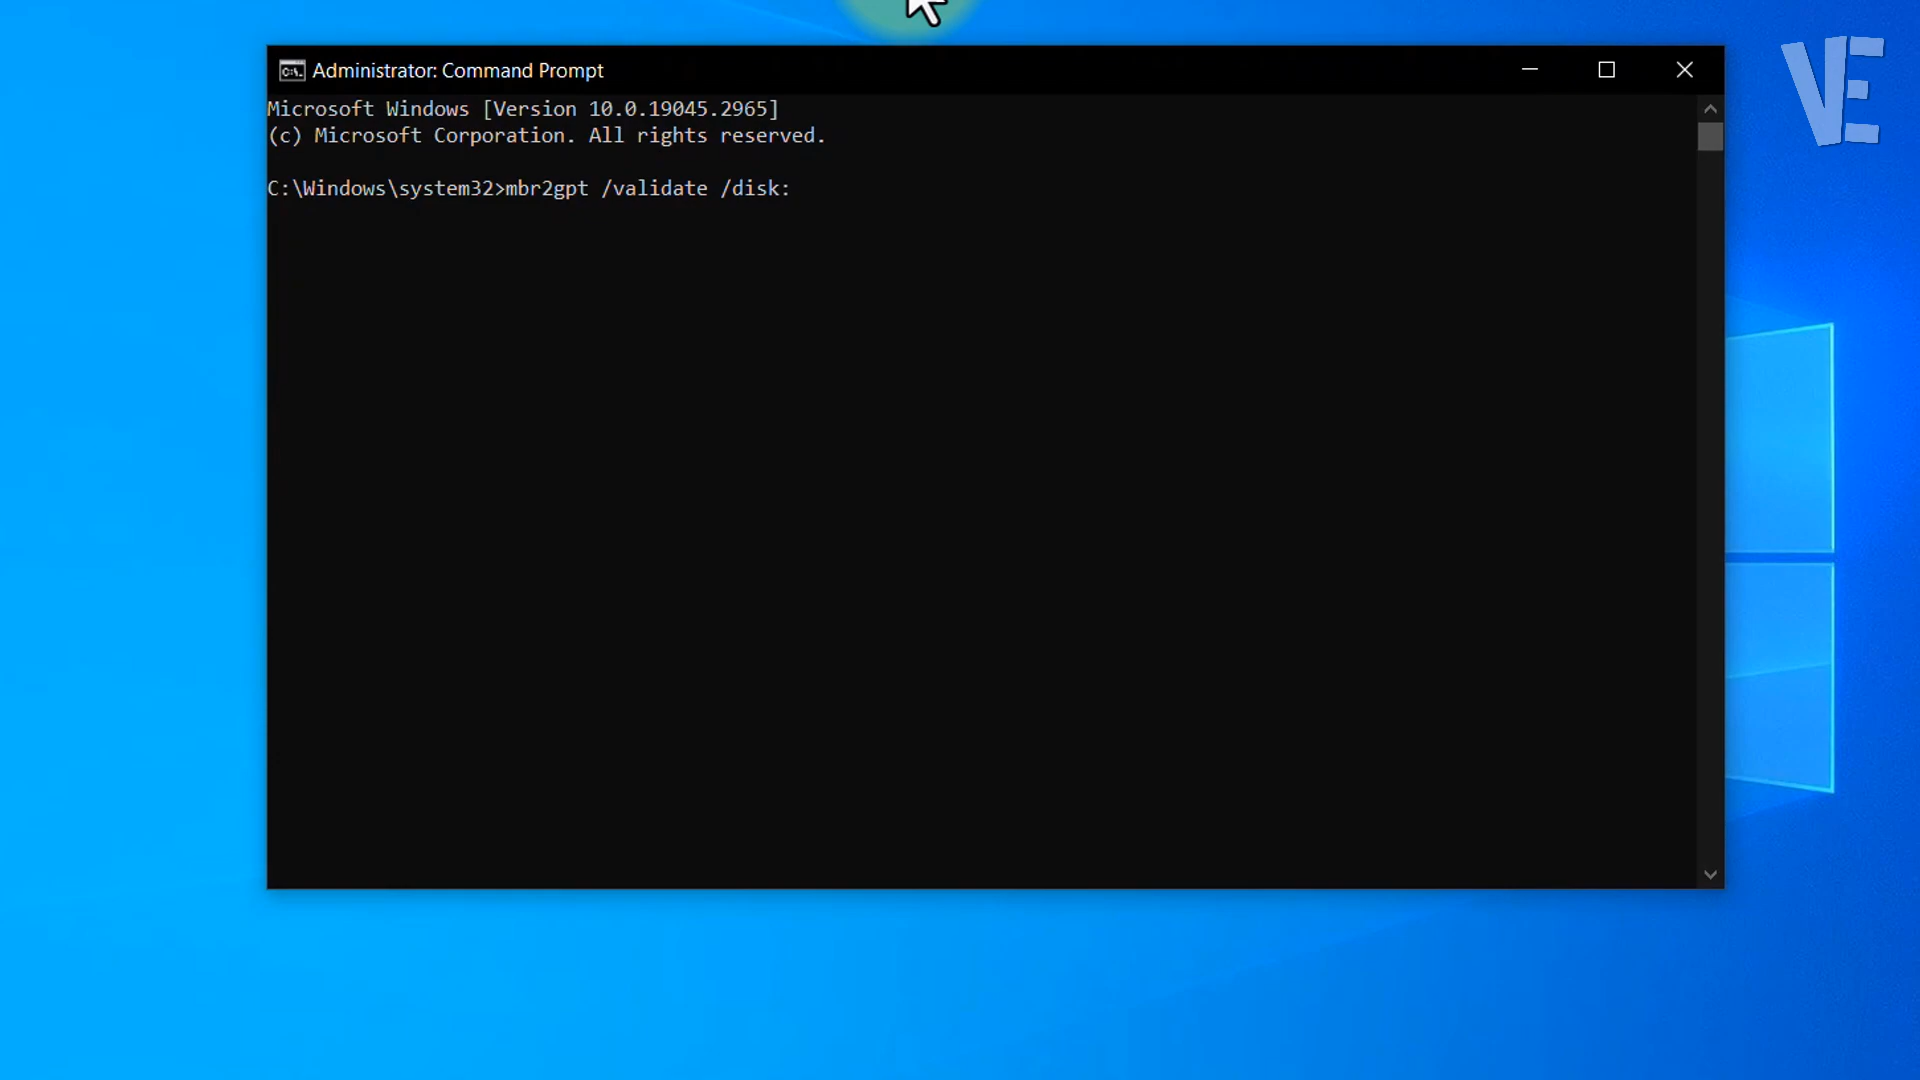 VE
Administrator: Command Prompt
Microsoft Windows [Version 10.0.19045.2965]
(c) Microsoft Corporation. All rights reserved.
C:\Windows\system32>mbr2gpt /validate /disk: